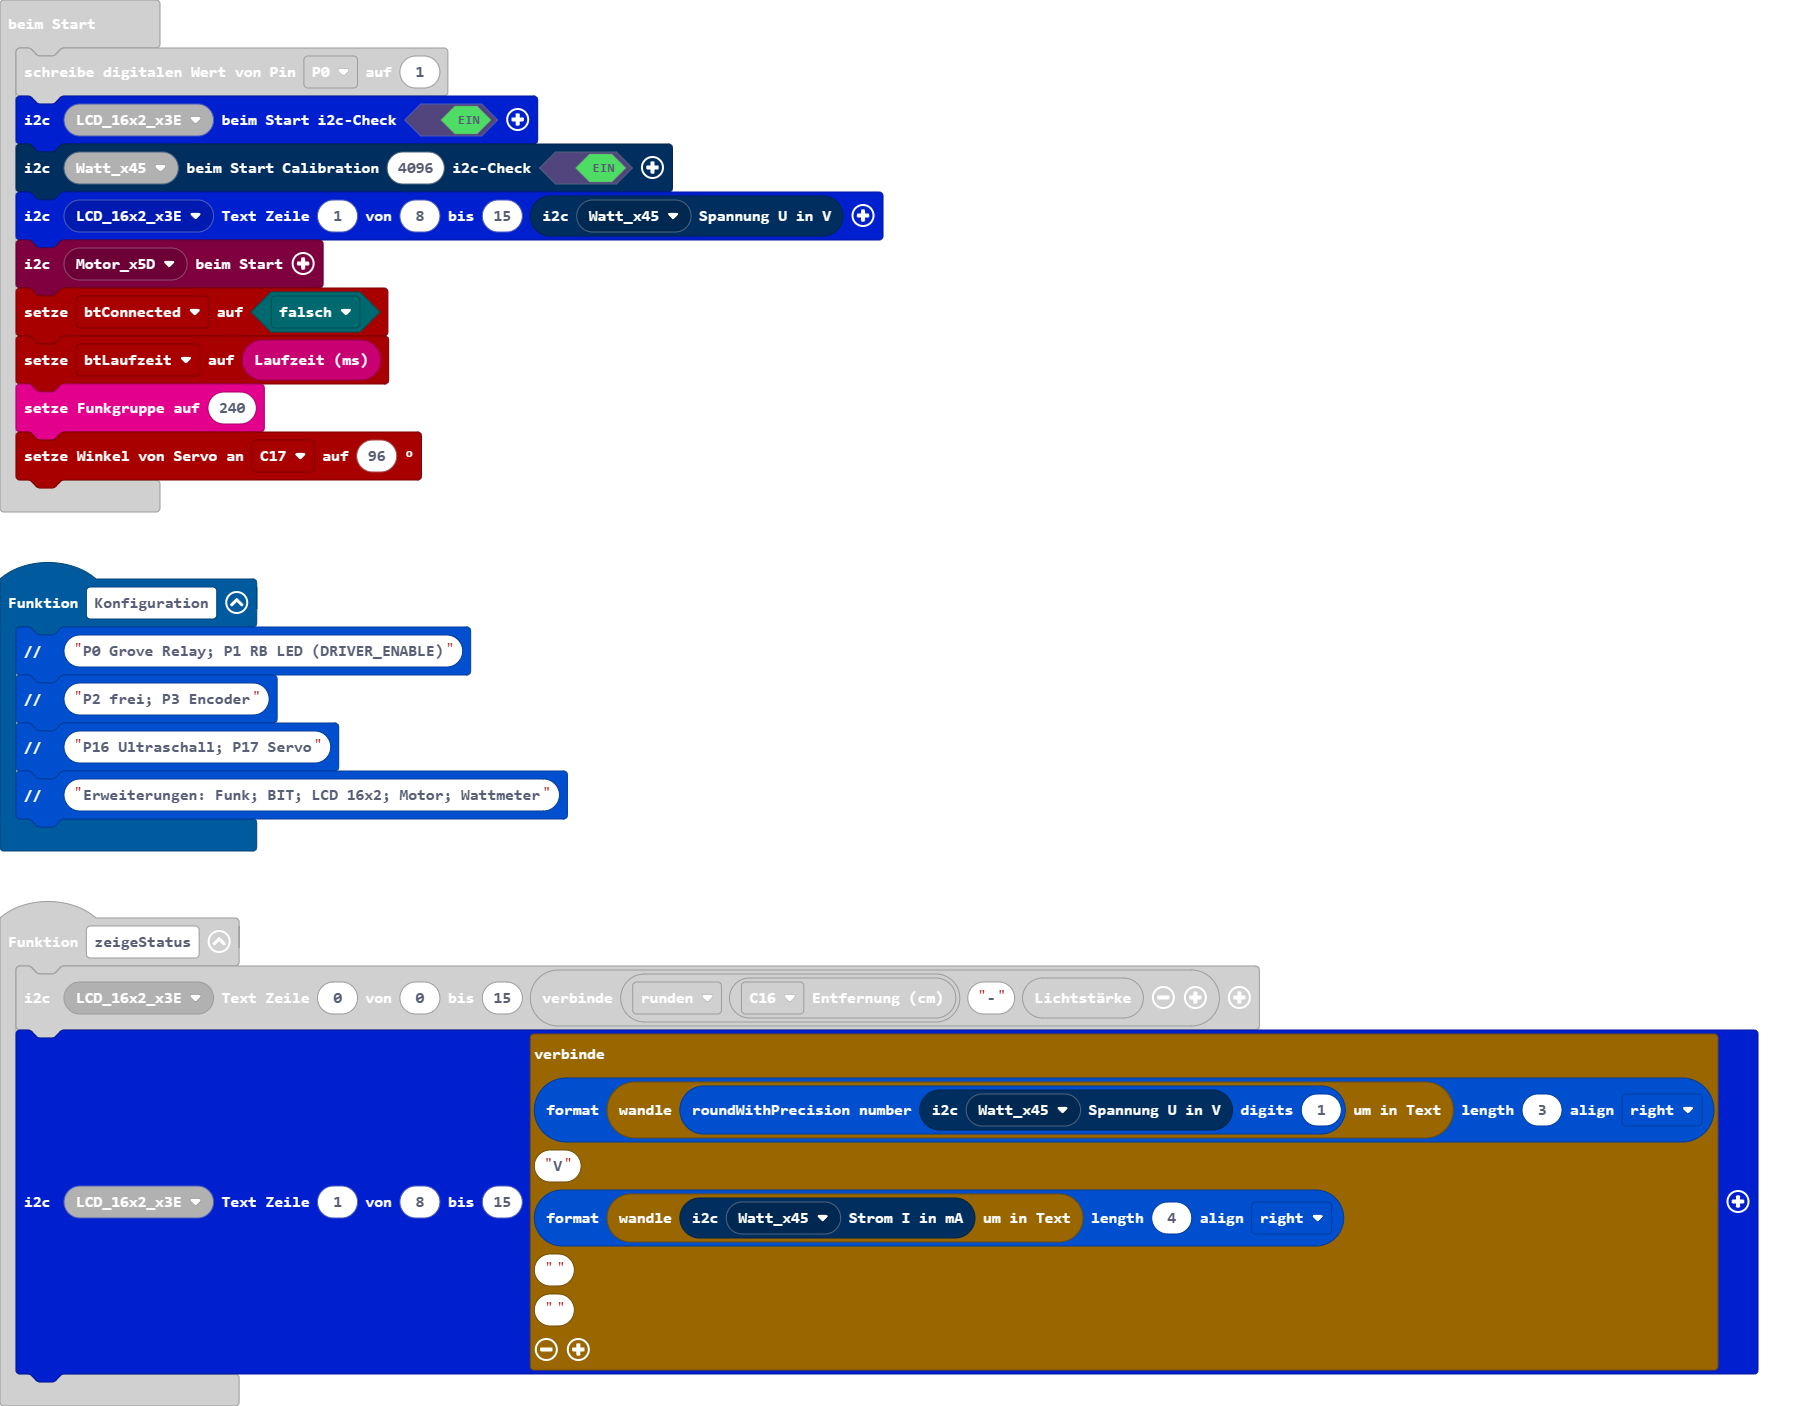 beim Start
schreibe digitalen Wert von Pin P0 auf 1
i2c LCD_16x2_x3E beim Start i2c-Check EIN
i2c Watt_x45 beim Start Calibration 4096 i2c-Check EIN
i2c LCD_16x2_x3E Text Zeile 1 von 8 bis 15 i2c Watt_x45 Spannung U in V
i2c Motor_x5D beim Start
setze btConnected auf falsch
setze btLaufzeit auf Laufzeit (ms)
setze Funkgruppe auf 240
setze Winkel von Servo an C17 auf 96 °
Funktion Konfiguration
// "P0 Grove Relay; P1 RB LED (DRIVER_ENABLE)"
// "P2 frei; P3 Encoder"
// "P16 Ultraschall; P17 Servo"
// "Erweiterungen: Funk; BIT; LCD 16x2; Motor; Wattmeter"
Funktion zeigeStatus
i2c LCD_16x2_x3E Text Zeile 0 von 0 bis 15 verbinde runden C16 Entfernung (cm) "-" Lichtstärke
verbinde
format wandle roundWithPrecision number i2c Watt_x45 Spannung U in V digits 1 um in Text length 3 align right
"V"
i2c LCD_16x2_x3E Text Zeile 1 von 8 bis 15
format wandle i2c Watt_x45 Strom I in mA um in Text length 4 align right
" "
" "